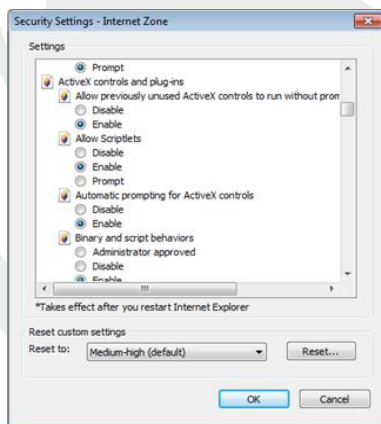 Security Settings - Internet Zone
Settings
Prompt
ActiveX controls and plug-ins
Allow previously unused ActiveX controls to run without prom
Disable
Enable
Allow Scriptlets
Disable
Enable
Prompt
Automatic prompting for ActiveX controls
Disable
Enable
Binary and script behaviors
Administrator approved
Disable
Enable
*Takes effect after you restart Internet Explorer
Reset custom settings
Reset to: Medium-high (default) Reset...
OK Cancel